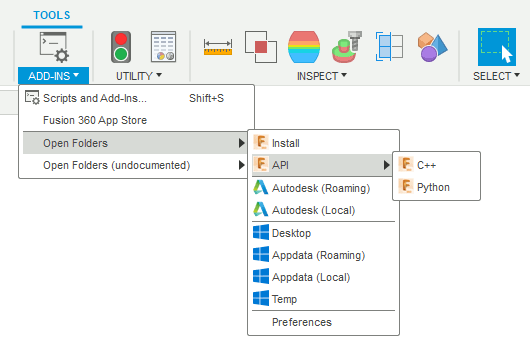 TOOLS
ADD-INS ▾ UTILITY ▾ INSPECT ▾ SELECT ▾
Scripts and Add-Ins... Shift+S
Fusion 360 App Store
Open Folders
Open Folders (undocumented)
Install
API
Autodesk (Roaming)
Autodesk (Local)
Desktop
Appdata (Roaming)
Appdata (Local)
Temp
Preferences
C++
Python